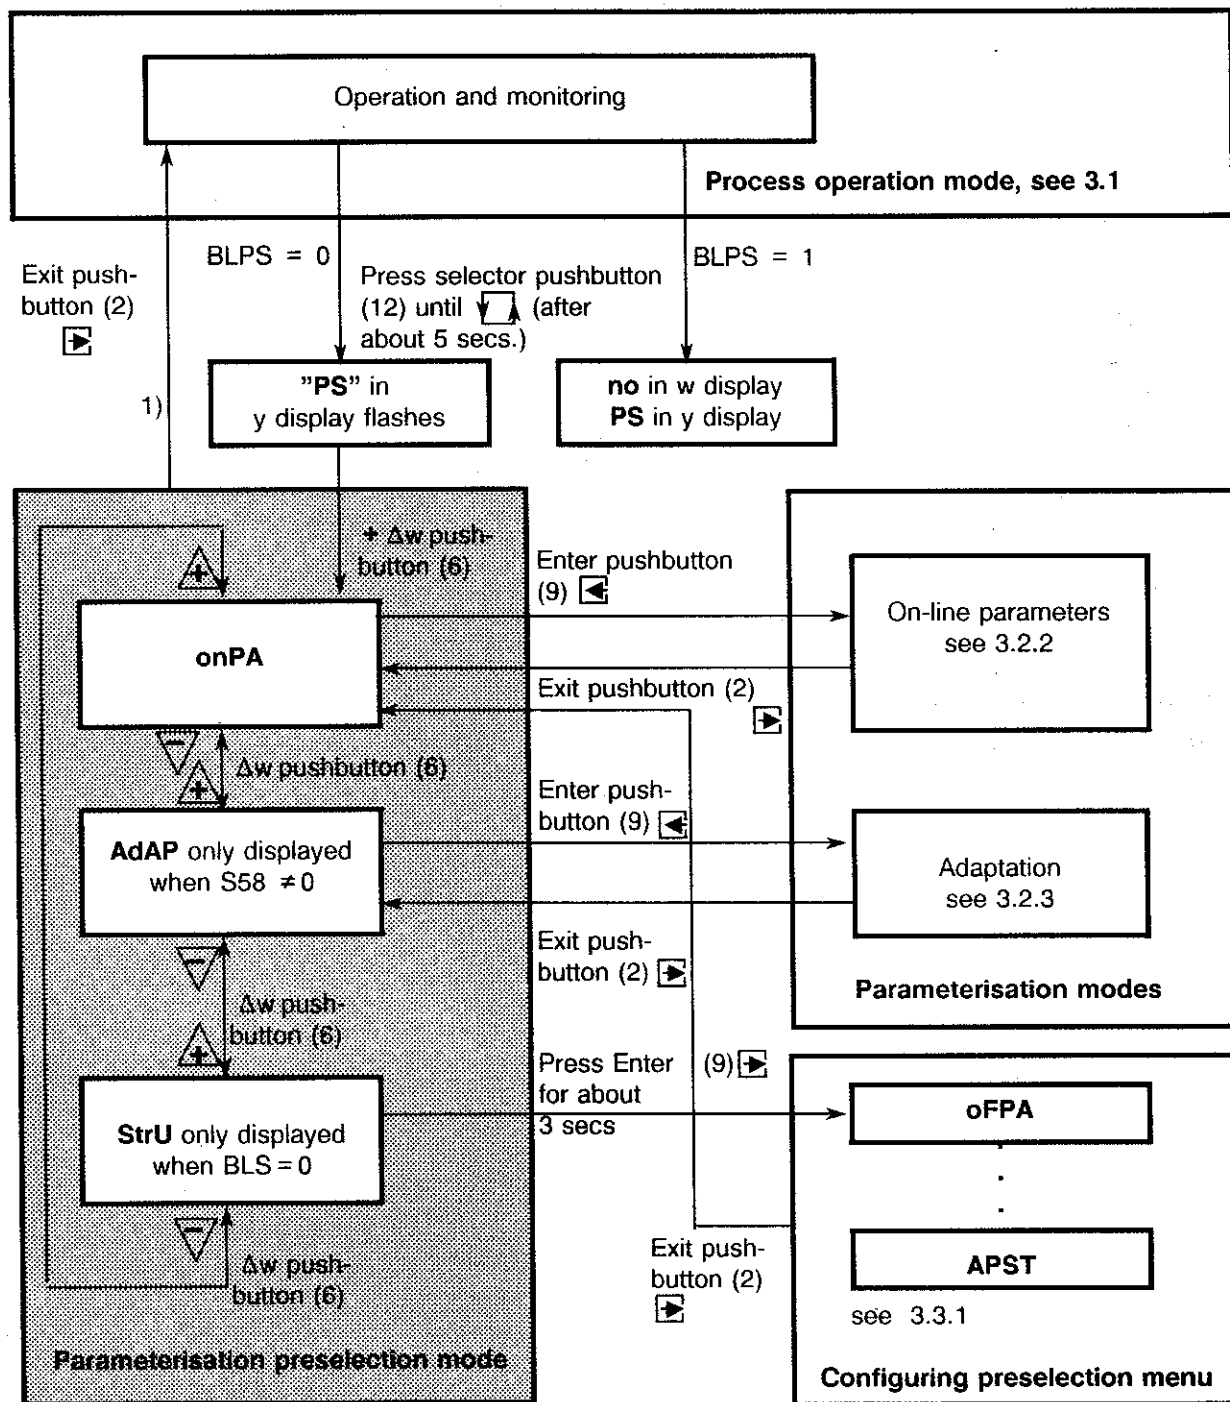 Operation and monitoring
Process operation mode, see 3.1
BLPS = 0
BLPS = 1
Exit push-
button (2)
Press selector pushbutton
(12) until (after
about 5 secs.)
1)
"PS" in
y display flashes
no in w display
PS in y display
+ Δw push-
button (6)
+
Enter pushbutton
(9)
onPA
On-line parameters
see 3.2.2
Exit pushbutton (2)
−
+
Δw pushbutton (6)
Enter push-
button (9)
AdAP only displayed
when S58 ≠ 0
Adaptation
see 3.2.3
Exit push-
button (2)
−
Δw push-
button (6)
+
Parameterisation modes
Press Enter (9)
for about
3 secs
StrU only displayed
when BLS = 0
oFPA
.
.
.
APST
see 3.3.1
−
Δw push-
button (6)
Exit push-
button (2)
Parameterisation preselection mode
Configuring preselection menu